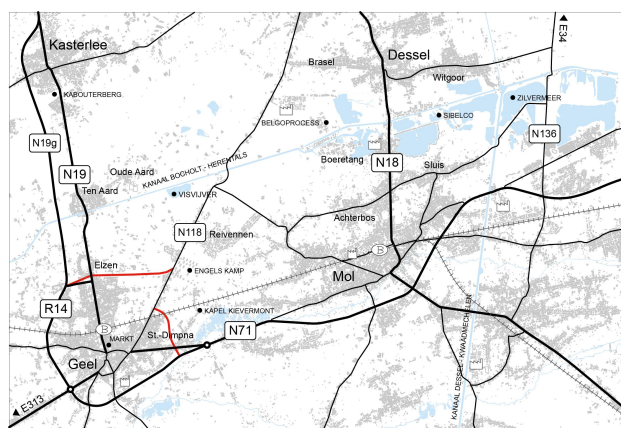 E34
Kasterlee
Dessel
Brasel
Witgoor
KABOUTERBERG
ZILVERMEER
SIBELCO
BELGOPROCESS
N136
N19g
Boeretang
N18
Sluis
KANAAL BOCHOLT - HERENTALS
Oude Aard
N19
Ten Aard
VISVIJVER
Achterbos
N118
Reivennen
B
Elzen
ENGELS KAMP
Mol
R14
KAPEL KIEVERMONT
B
MARKT
St.-Dimpna
N71
Geel
KANAAL DESSEL - KWAADMECHELEN
E313